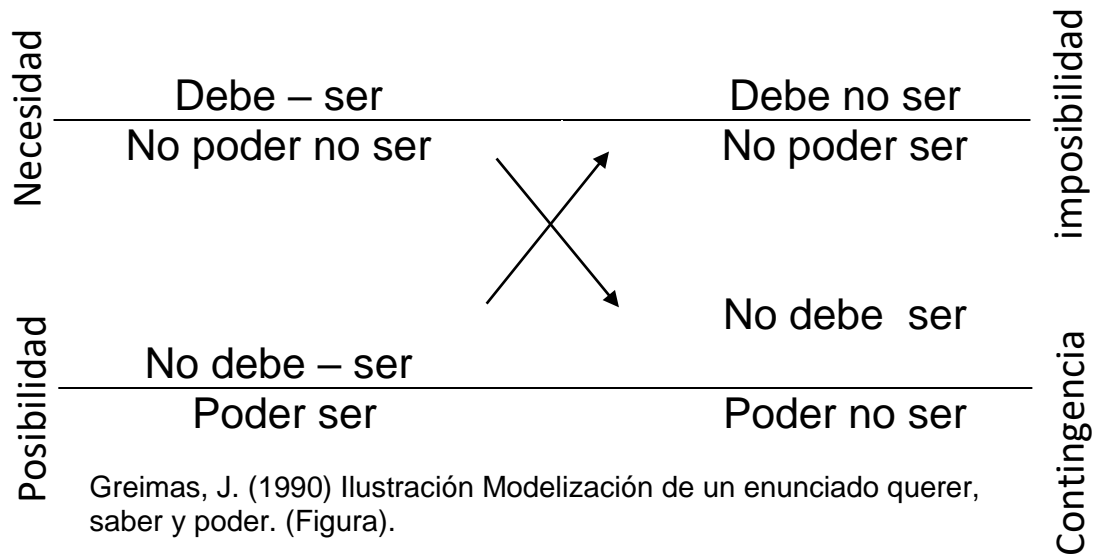 Necesidad
Debe – ser
No poder no ser
Debe no ser
No poder ser
imposibilidad
Posibilidad
No debe – ser
Poder ser
No debe  ser
Poder no ser
Contingencia
Greimas, J. (1990) Ilustración Modelización de un enunciado querer,
saber y poder. (Figura).